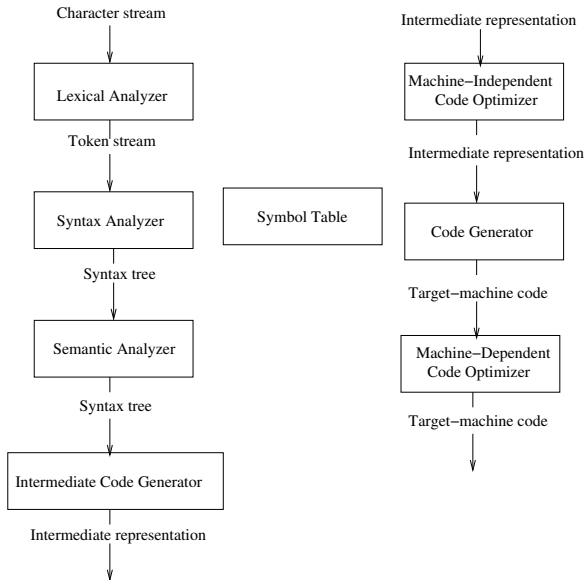 Character stream
Lexical Analyzer
Token stream
Syntax Analyzer
Syntax tree
Semantic Analyzer
Syntax tree
Intermediate Code Generator
Intermediate representation
Symbol Table
Intermediate representation
Machine−Independent
Code Optimizer
Intermediate representation
Code Generator
Target−machine code
Machine−Dependent
Code Optimizer
Target−machine code